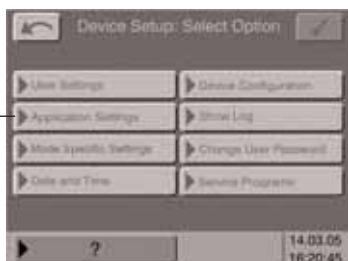 Device Setup: Select Option
User Settings
Device Configuration
Application Settings
Show Log
Mode Specific Settings
Change User Password
Date and Time
Service Programs
?
14.03.05
16:20:45